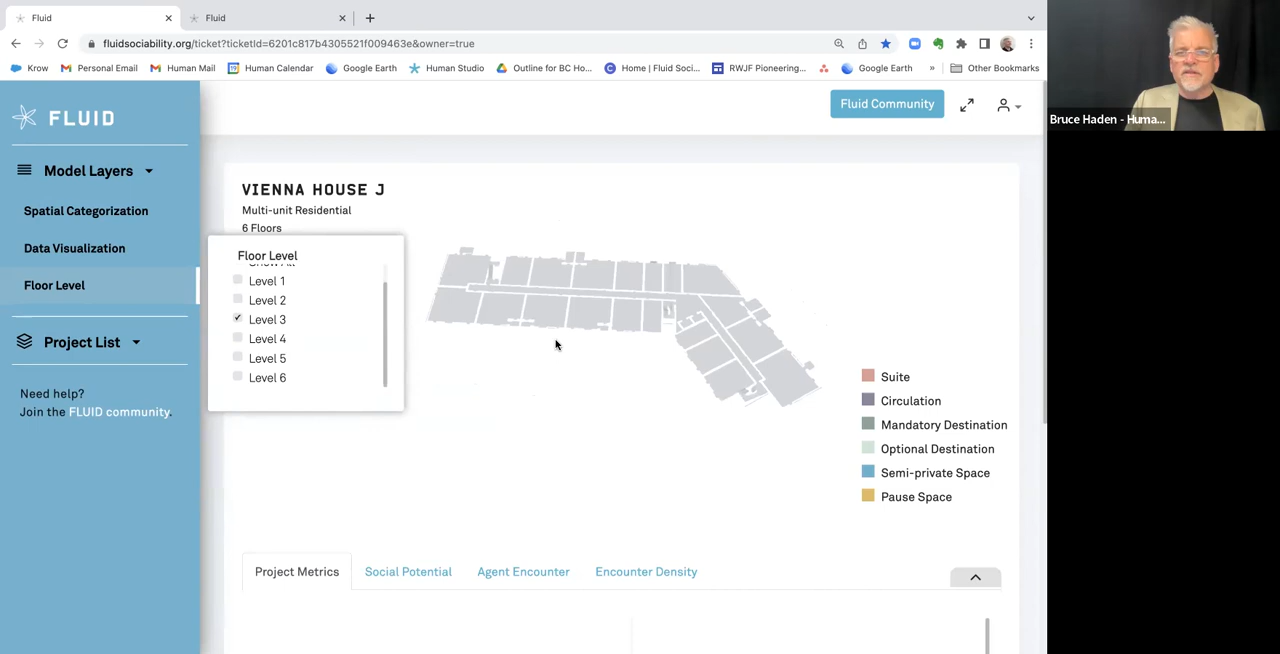 Fluid
Fluid
fluidsociability.org/ticket?ticketId=6201c817b4305521f009463e&owner=true
Krow
Personal Email
Human Mail
Human Calendar
Google Earth
Human Studio
Outline for BC Ho...
Home | Fluid Soci...
RWJF Pioneering...
Google Earth
»
Other Bookmarks
Bruce Haden - Huma...
FLUID
Fluid Community
Model Layers
Spatial Categorization
Data Visualization
Floor Level
Project List
Need help?
Join the FLUID community.
VIENNA HOUSE J
Multi-unit Residential
6 Floors
Floor Level
Show All
Level 1
Level 2
Level 3
Level 4
Level 5
Level 6
Suite
Circulation
Mandatory Destination
Optional Destination
Semi-private Space
Pause Space
Project Metrics
Social Potential
Agent Encounter
Encounter Density